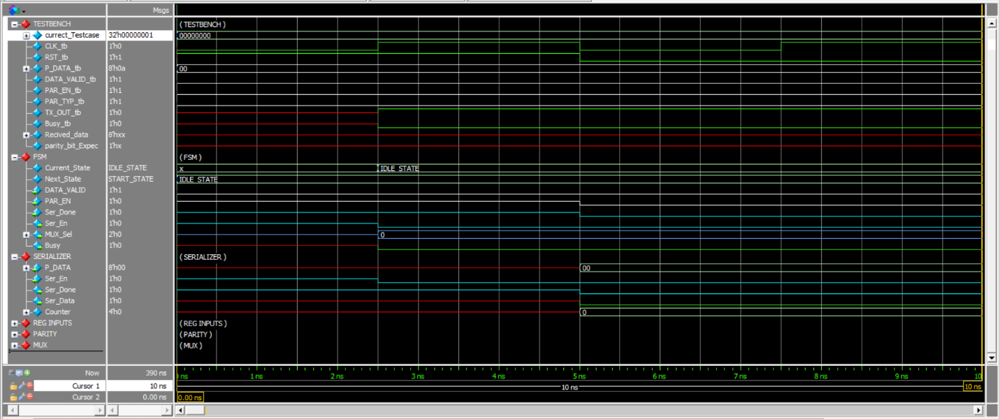 Msgs
TESTBENCH
(TESTBENCH)
currect_Testcase 32'h00000001 00000000
CLK_tb 1'h0
RST_tb 1'h1
P_DATA_tb 8'h0a 00
DATA_VALID_tb 1'h1
PAR_EN_tb 1'h1
PAR_TYP_tb 1'h1
TX_OUT_tb 1'h0
Busy_tb 1'h0
Recived_data 8'hxx
parity_bit_Expec 1'hx
FSM (FSM)
Current_State IDLE_STATE x IDLE STATE
Next_State START_STATE IDLE STATE
DATA_VALID 1'h1
PAR_EN 1'h0
Ser_Done 1'h0
Ser_En 1'h0
MUX_Sel 2'h0 0
Busy 1'h0
SERIALIZER (SERIALIZER)
P_DATA 8'h00 00
Ser_En 1'h0
Ser_Done 1'h0
Ser_Data 1'h0
Counter 4'h0 0
REG INPUTS (REG INPUTS)
PARITY (PARITY)
MUX (MUX)
Now 390 ns ns 1 ns 2 ns 3 ns 4 ns 5 ns 6 ns 7 ns 8 ns 9 ns 10
Cursor 1 10 ns 10 ns 10 ns
Cursor 2 0.00 ns 0.00 ns